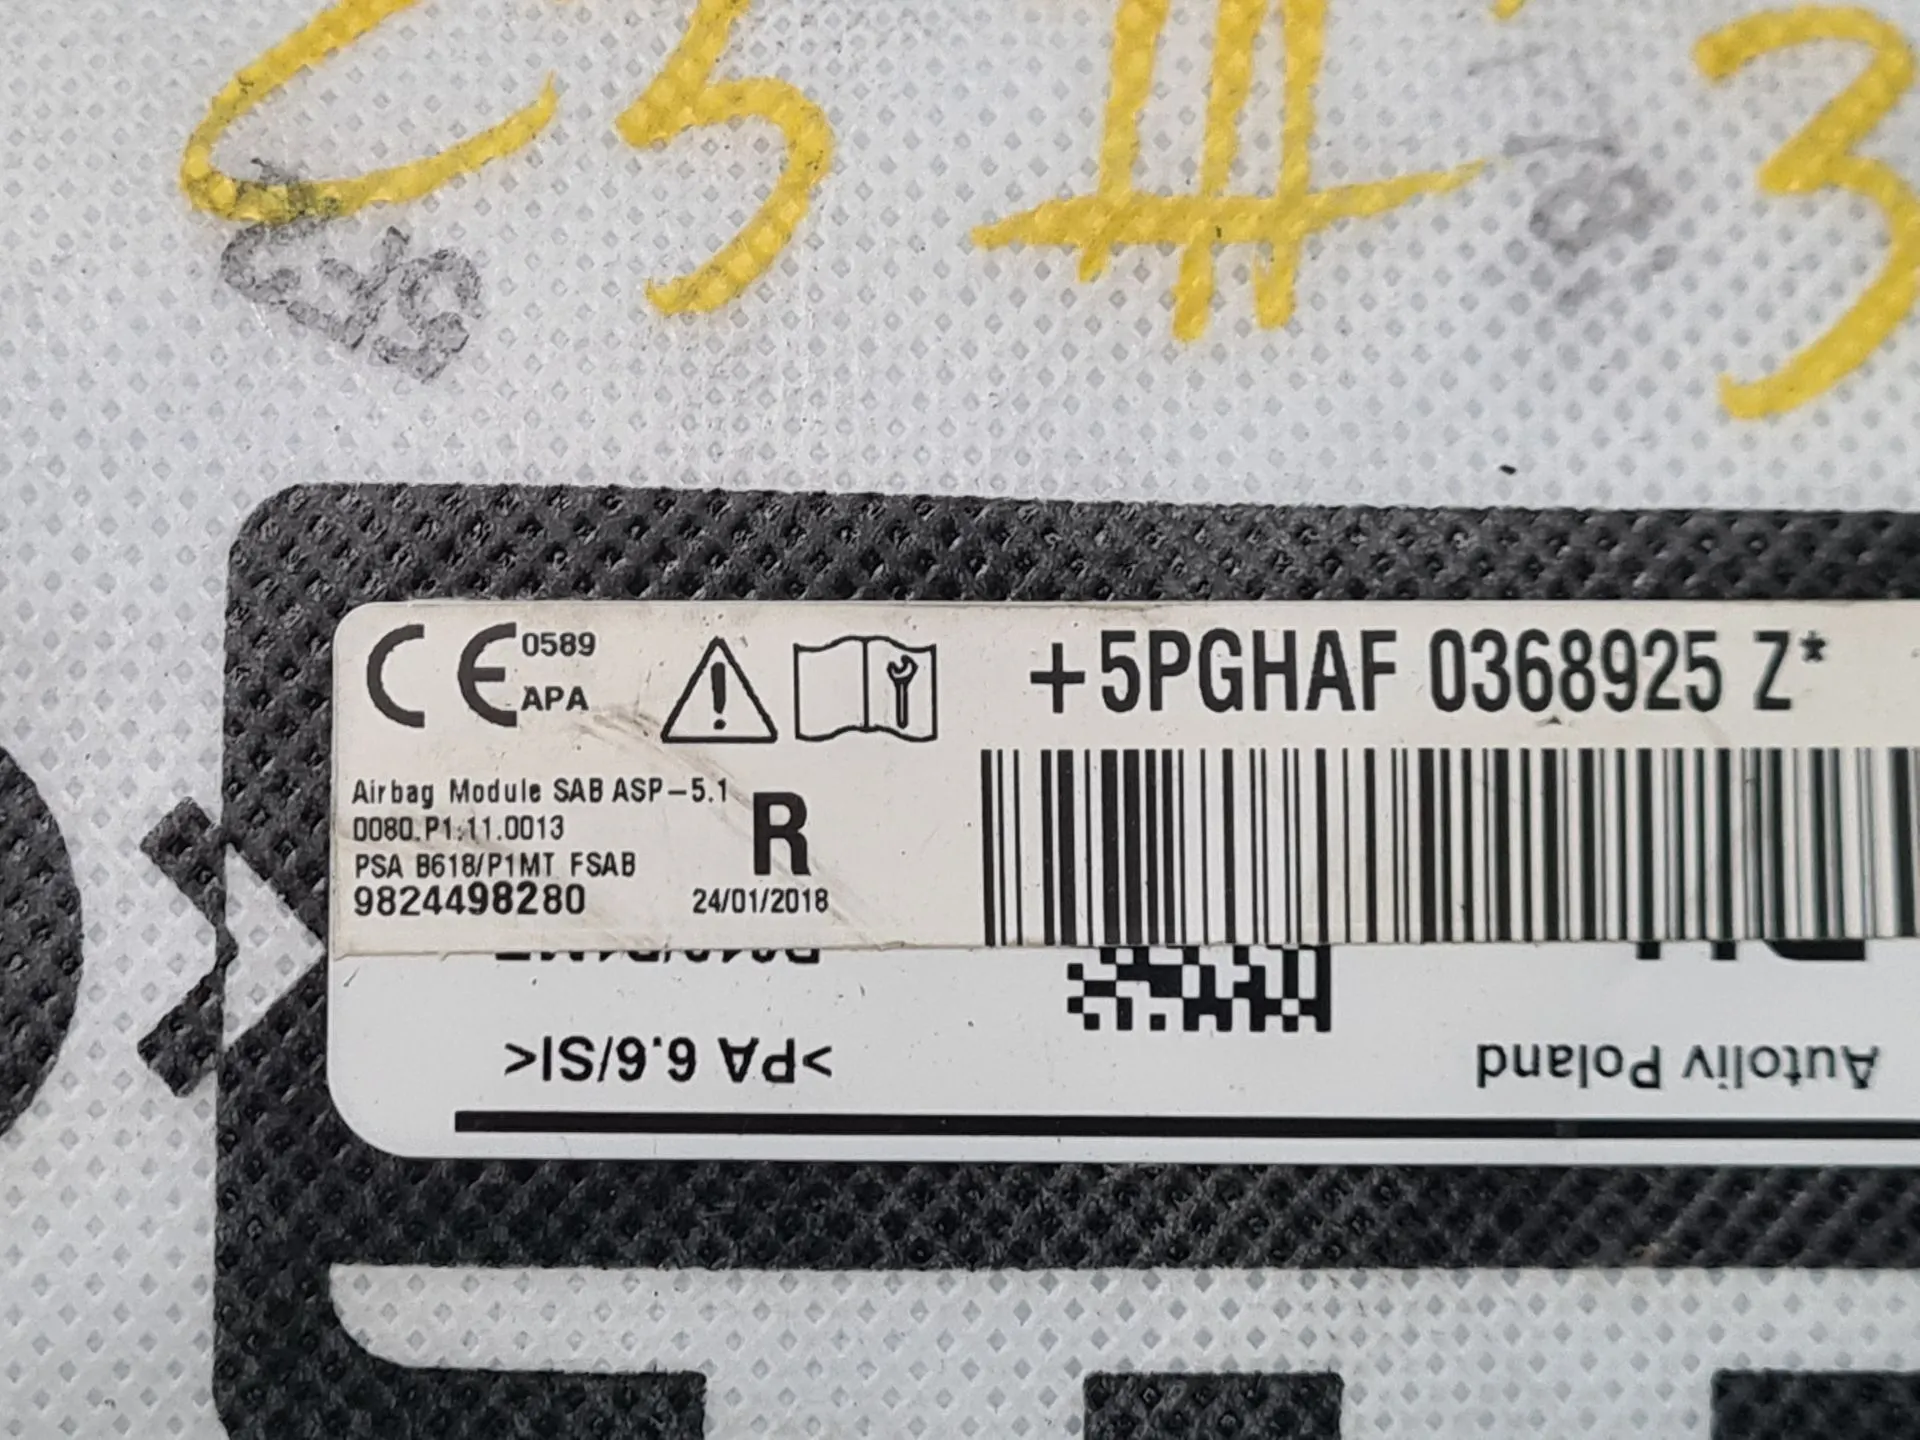 C5 # 3
CE 0589
APA
+5PGHAF 0368925 Z*
Airbag Module SAB ASP-5.1
D080.P1.11.0013
PSA B618/P1MT FSAB
9824498280
R
24/01/2018
>PA 6.6/SI<
Autoliv Poland